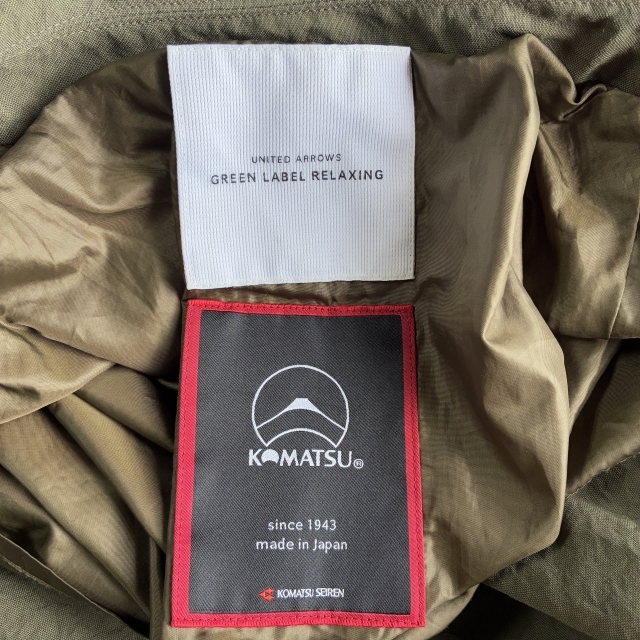 UNITED ARROWS
GREEN LABEL RELAXING
KOMATSU®
since 1943
made in Japan
KOMATSU SEIREN